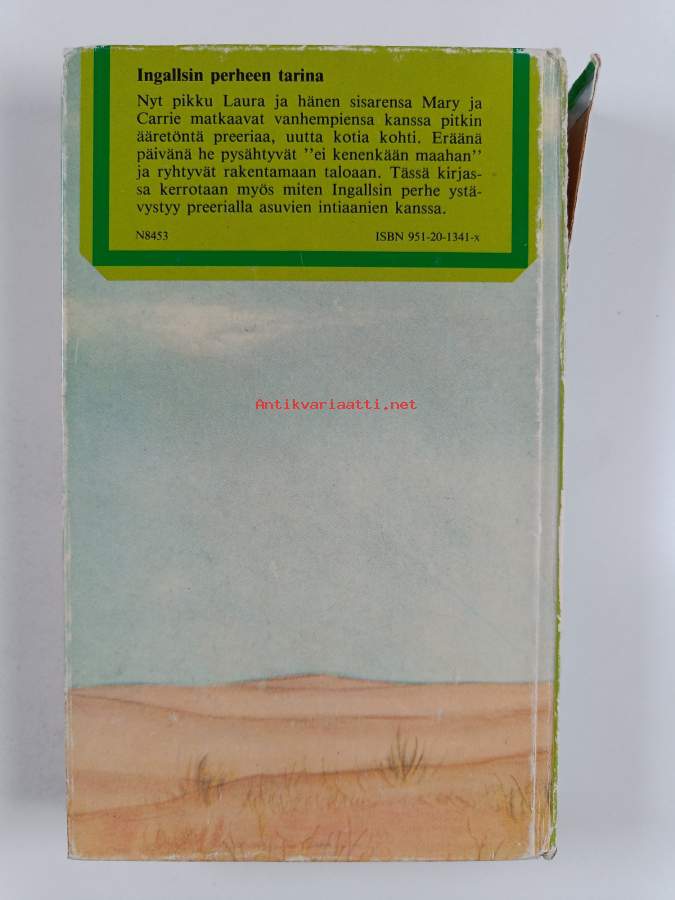 Ingallsin perheen tarina
Nyt pikku Laura ja hänen sisarensa Mary ja
Carrie matkaavat vanhempiensa kanssa pitkin
ääretöntä preeriaa, uutta kotia kohti. Eräänä
päivänä he pysähtyvät ”ei kenenkään maahan”
ja ryhtyvät rakentamaan taloaan. Tässä kirjas-
sa kerrotaan myös miten Ingallsin perhe ystä-
vystyy preerialla asuvien intiaanien kanssa.
N8453 ISBN 951-20-1341-x
Antikvariaatti.net